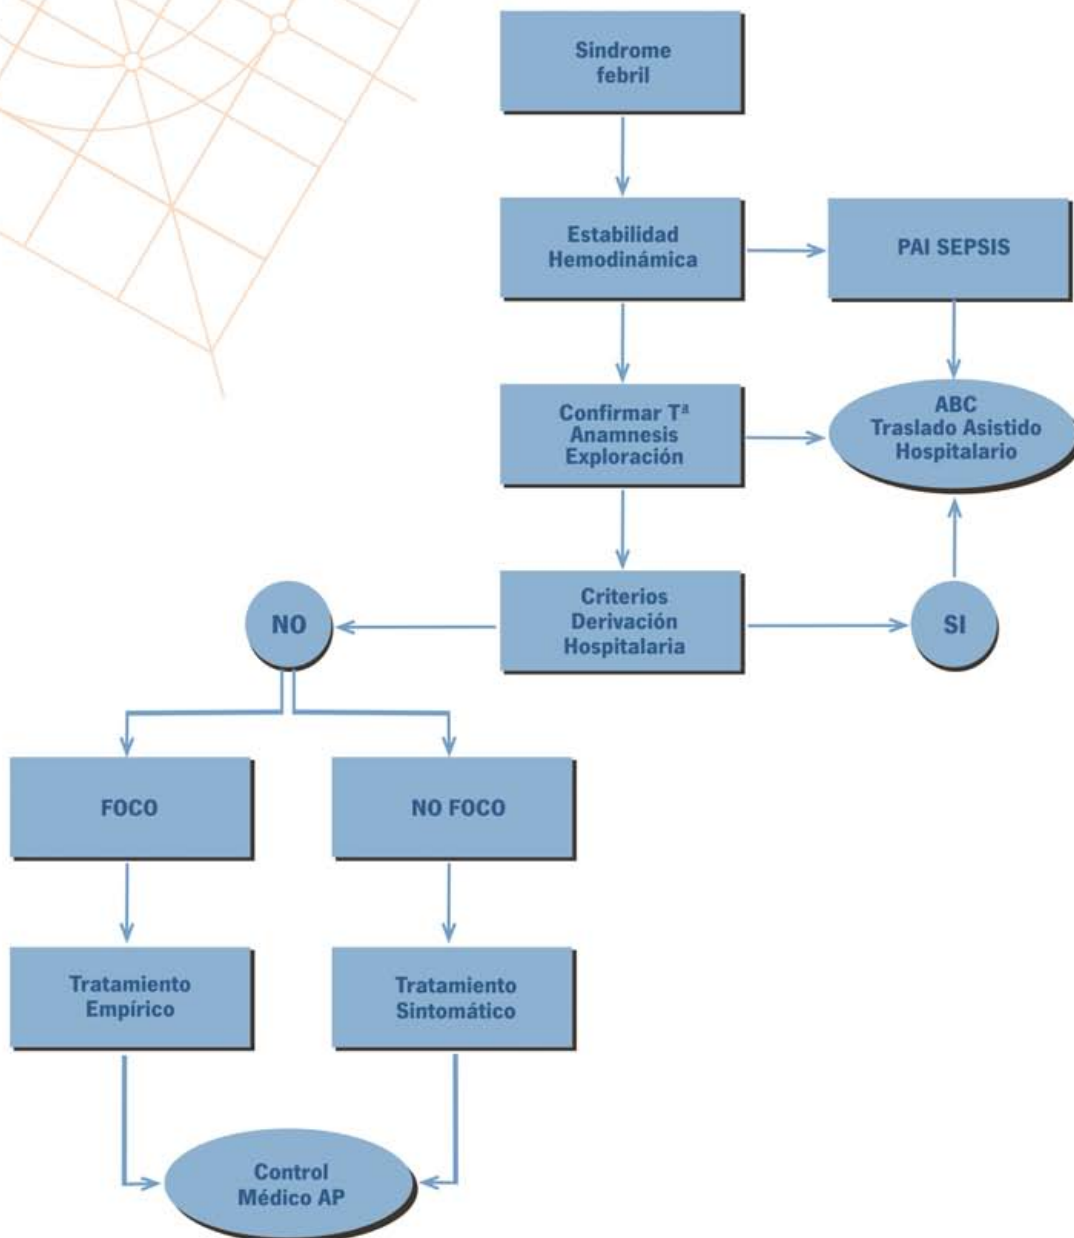 Sindrome
febril
Estabilidad
Hemodinámica
PAI SEPSIS
Confirmar Tª
Anamnesis
Exploración
ABC
Traslado Asistido
Hospitalario
Criterios
Derivación
Hospitalaria
NO
SI
FOCO
NO FOCO
Tratamiento
Empírico
Tratamiento
Sintomático
Control
Médico AP